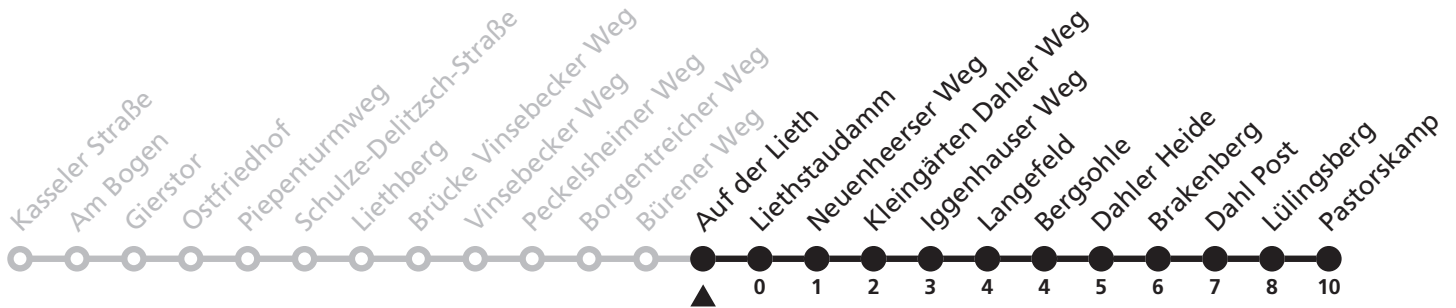 Kasseler Straße
Am Bogen
Gierstor
Ostfriedhof
Piepenturmweg
Schulze-Delitzsch-Straße
Liethberg
Brücke Vinsebecker Weg
Vinsebecker Weg
Peckelsheimer Weg
Borgentreicher Weg
Bürener Weg
Auf der Lieth
Liethstaudamm
Neuenheerser Weg
Kleingärten Dahler Weg
Iggenhauser Weg
Langefeld
Bergsohle
Dahler Heide
Brakenberg
Dahl Post
Lülingsberg
Pastorskamp
0 1 2 3 4 4 5 6 7 8 10